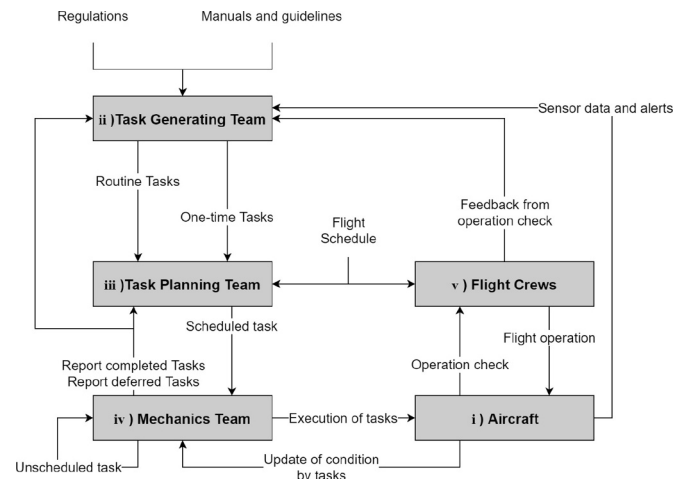 Regulations
Manuals and guidelines
ii )Task Generating Team
Sensor data and alerts
Routine Tasks
One-time Tasks
Feedback from
operation check
Flight
Schedule
iii )Task Planning Team
v ) Flight Crews
Scheduled task
Flight operation
Report completed Tasks
Report deferred Tasks
Operation check
iv ) Mechanics Team
Execution of tasks
i ) Aircraft
Unscheduled task
Update of condition
by tasks